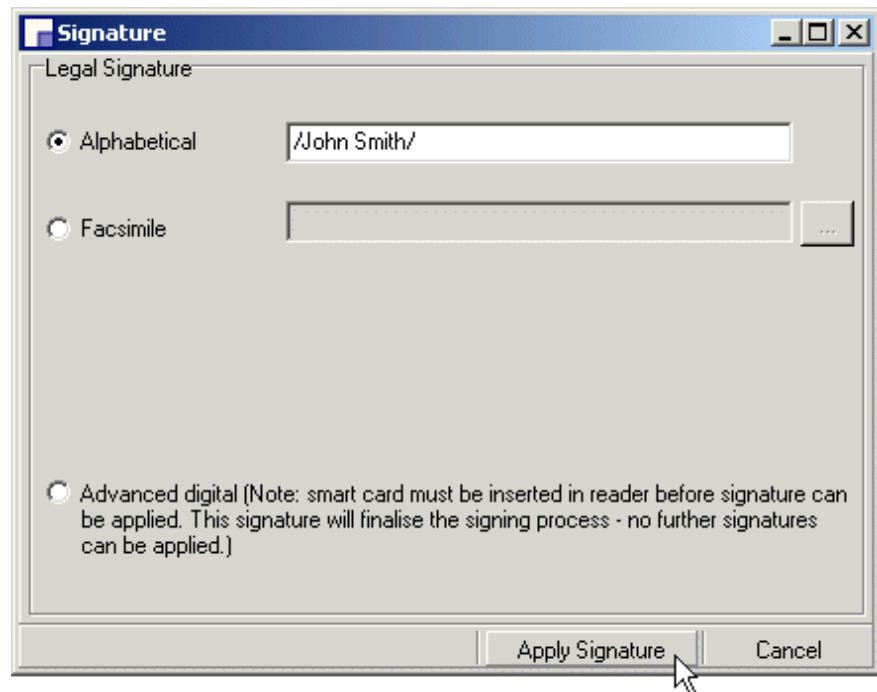 Signature
Legal Signature
Alphabetical /John Smith/
Facsimile ...
Advanced digital (Note: smart card must be inserted in reader before signature can
be applied. This signature will finalise the signing process - no further signatures
can be applied.)
Apply Signature Cancel